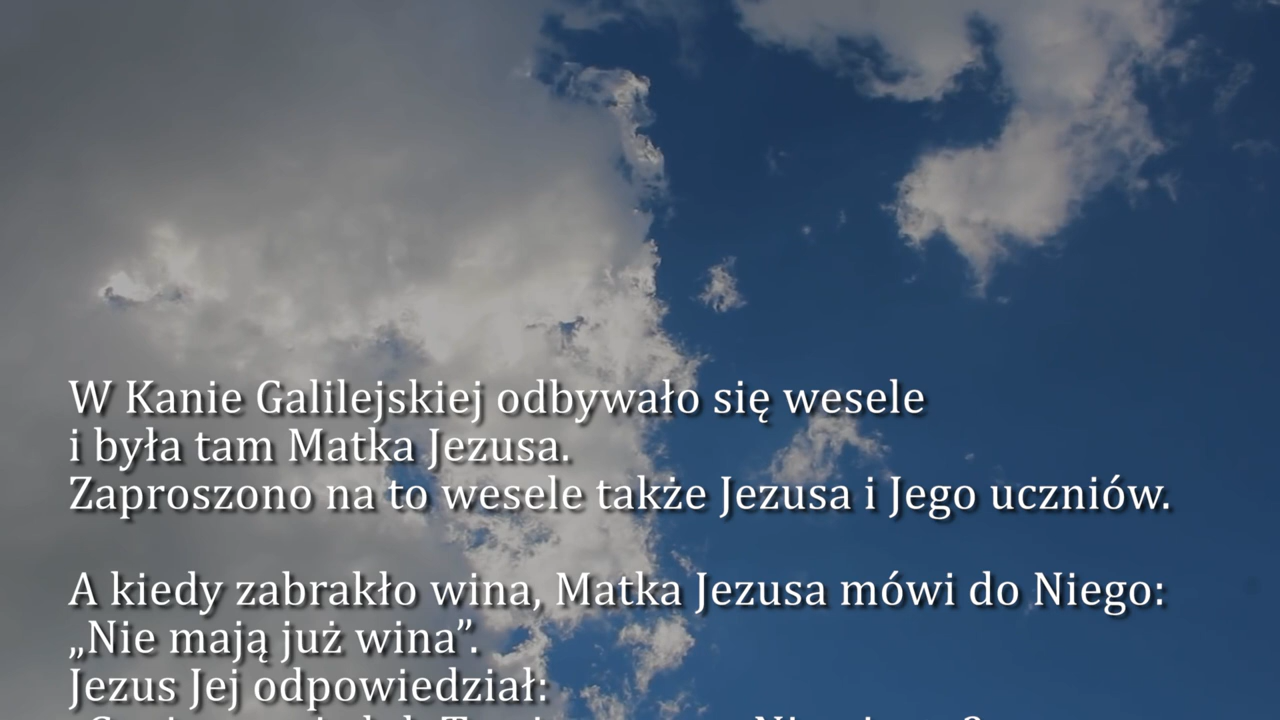 W Kanie Galilejskiej odbywało się wesele
i była tam Matka Jezusa.
Zaproszono na to wesele także Jezusa i Jego uczniów.
A kiedy zabrakło wina, Matka Jezusa mówi do Niego:
„Nie mają już wina”.
Jezus Jej odpowiedział: